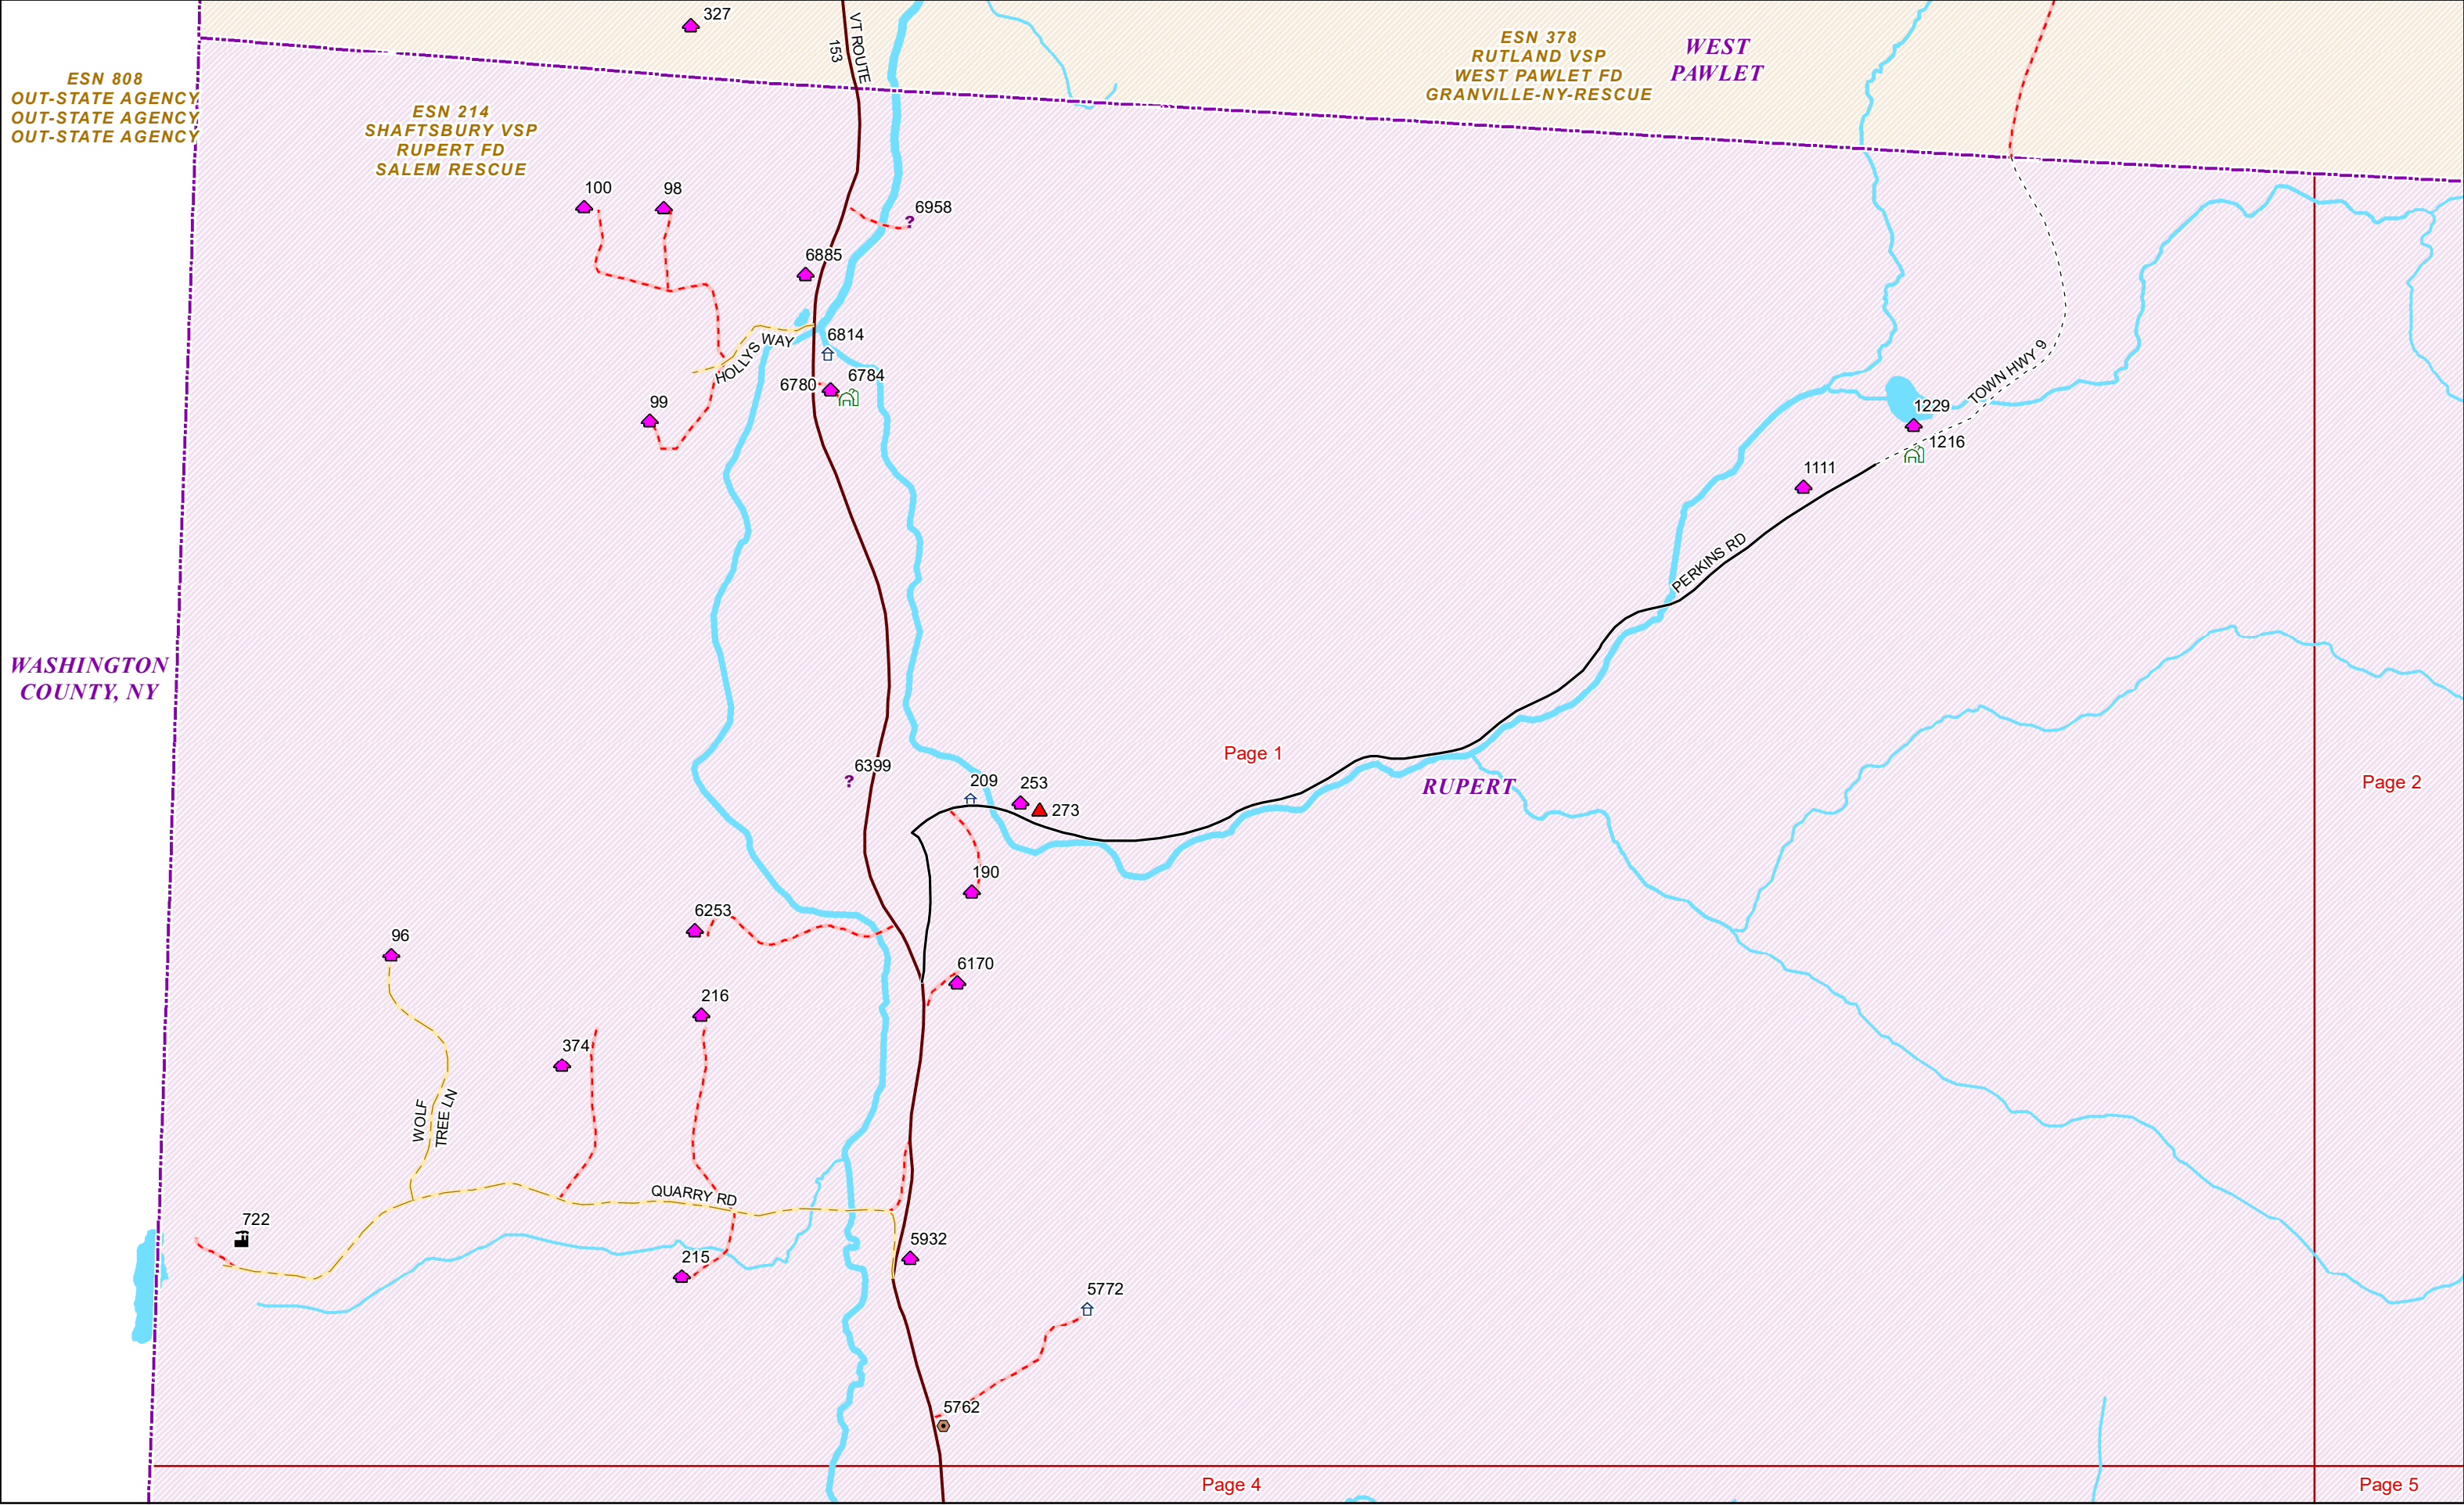 327
VT ROUTE
153
ESN 378
RUTLAND VSP
WEST PAWLET FD
GRANVILLE-NY-RESCUE
WEST
PAWLET
ESN 808
OUT-STATE AGENCY
OUT-STATE AGENCY
OUT-STATE AGENCY
ESN 214
SHAFTSBURY VSP
RUPERT FD
SALEM RESCUE
100
98
6958
?
6885
6814
HOLLYS WAY
6780
6784
99
TOWN HWY 9
1229
1216
1111
PERKINS RD
WASHINGTON
COUNTY, NY
Page 1
RUPERT
Page 2
6399
?
209
253
273
190
6253
96
6170
216
374
WOLF
TREE LN
QUARRY RD
722
5932
215
5772
5762
Page 4
Page 5